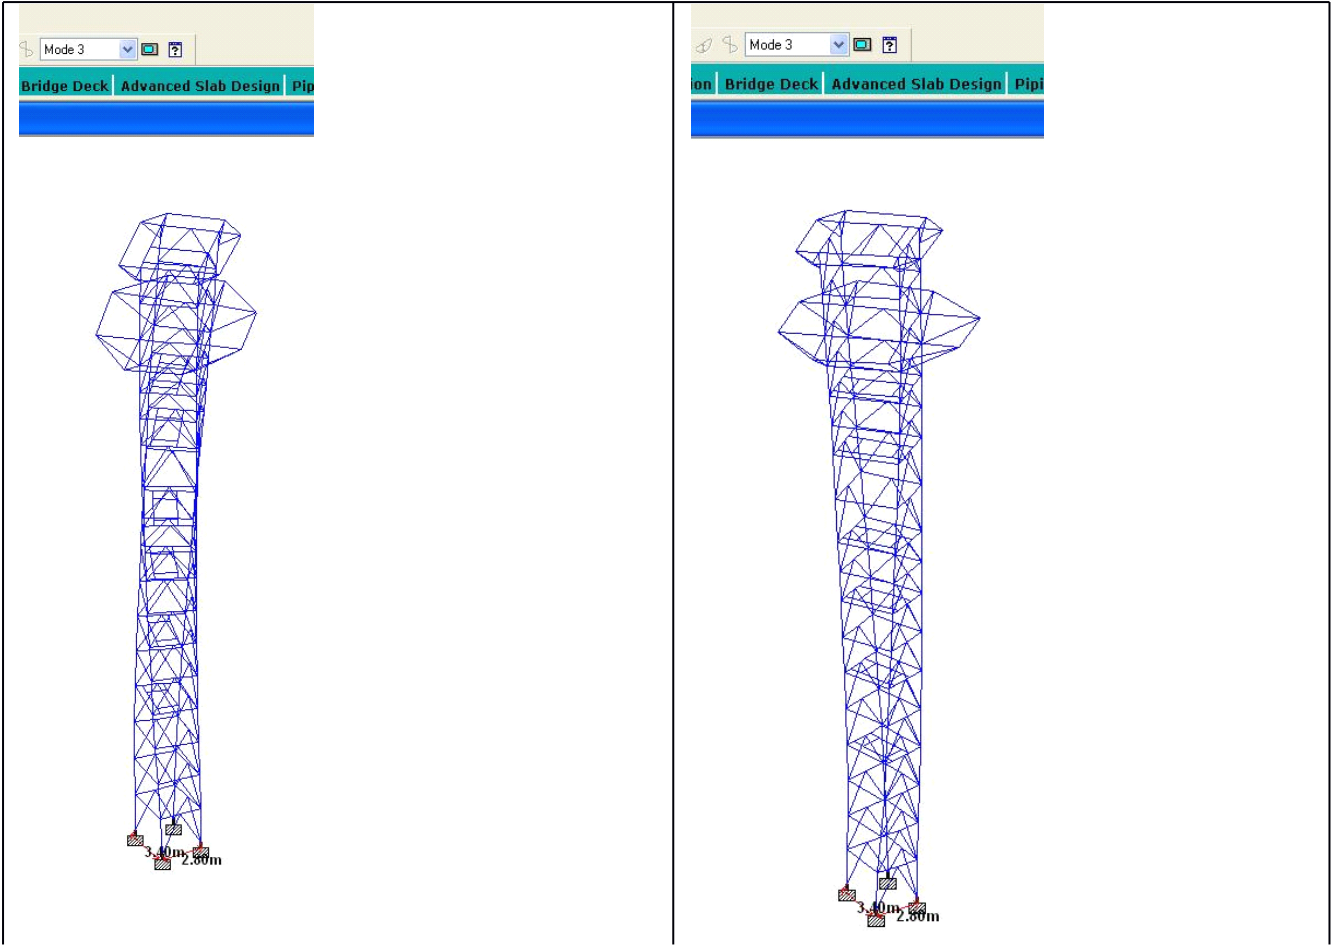 Mode 3
Bridge Deck Advanced Slab Design Pip
3.40m
2.80m
Mode 3
ion Bridge Deck Advanced Slab Design Pipi
3.40m
2.80m